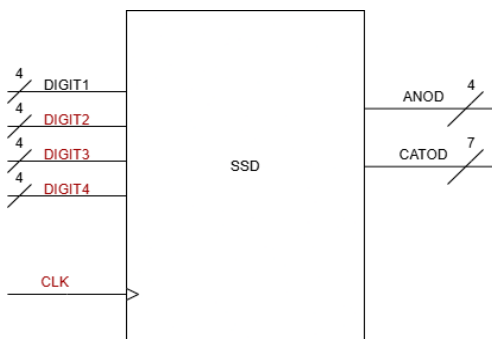 4
DIGIT1
4
DIGIT2
4
DIGIT3
4
DIGIT4
CLK
SSD
ANOD
4
CATOD
7